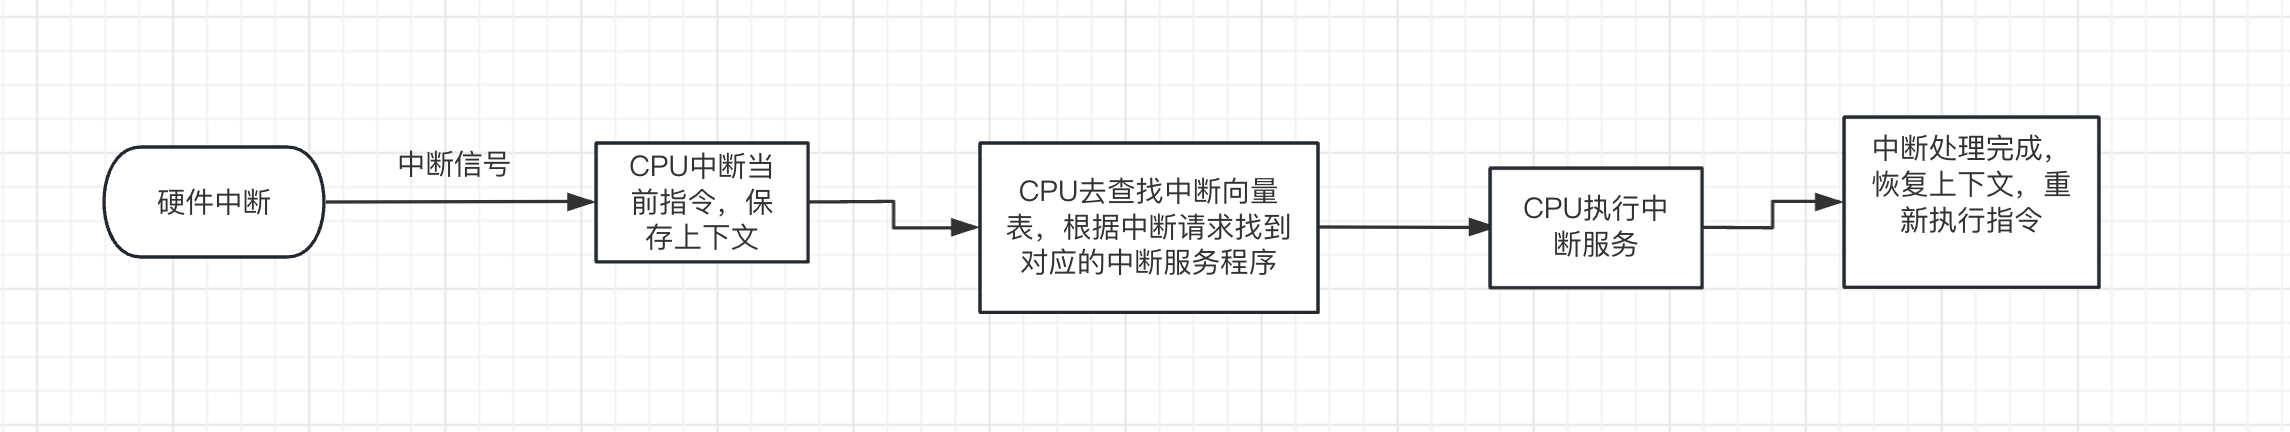 硬件中断
中断信号
CPU中断当
前指令，保
存上下文
CPU去查找中断向量
表，根据中断请求找到
对应的中断服务程序
CPU执行中
断服务
中断处理完成，
恢复上下文，重
新执行指令